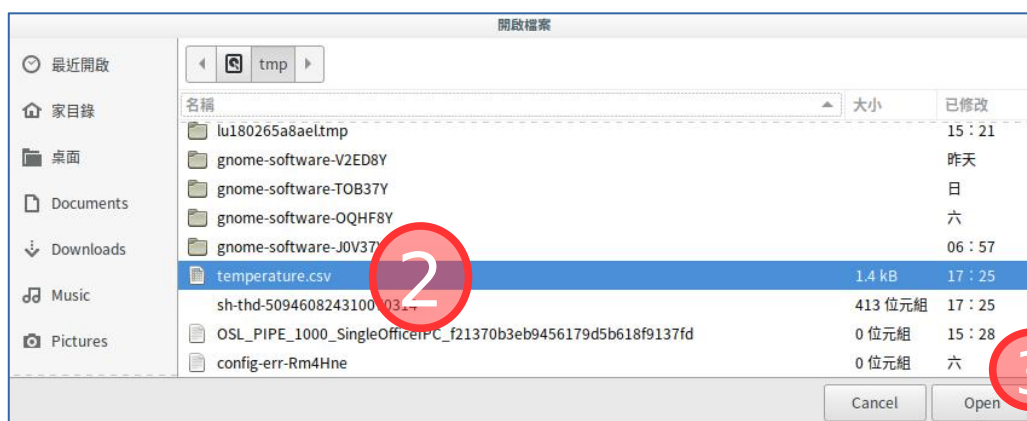 開啟檔案
最近開啟
家目錄
桌面
Documents
Downloads
Music
Pictures
tmp
名稱 大小 已修改
lu180265a8ael.tmp 15：21
gnome-software-V2ED8Y 昨天
gnome-software-TOB37Y 日
gnome-software-OQHF8Y 六
gnome-software-J0V37Y 06：57
temperature.csv 1.4 kB 17：25
413 位元組 17：25
OSL_PIPE_1000_SingleOfficeIPC_f21370b3eb9456179d5b618f9137fd 0 位元組 15：28
config-err-Rm4Hne 0 位元組 六
2
3
Cancel Open